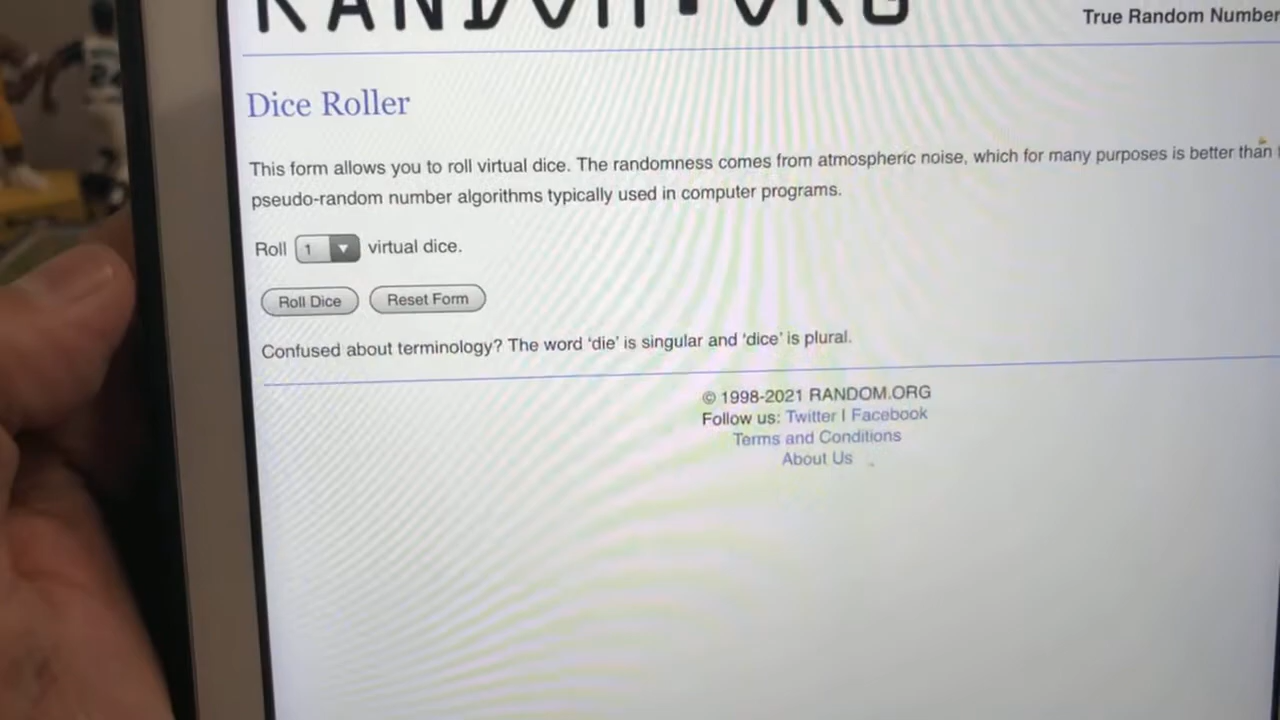 RANDOM.ORG
True Random Number
Dice Roller
This form allows you to roll virtual dice. The randomness comes from atmospheric noise, which for many purposes is better than
pseudo-random number algorithms typically used in computer programs.
Roll 1 virtual dice.
Roll Dice Reset Form
Confused about terminology? The word ‘die’ is singular and ‘dice’ is plural.
© 1998-2021 RANDOM.ORG
Follow us: Twitter | Facebook
Terms and Conditions
About Us